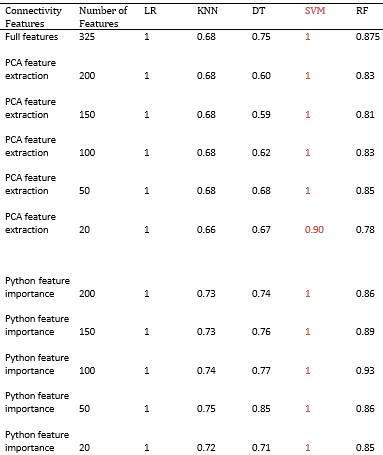 Connectivity Features Number of Features LR KNN DT SVM RF
Full features 325 1 0.68 0.75 1 0.875
PCA feature extraction 200 1 0.68 0.60 1 0.83
PCA feature extraction 150 1 0.68 0.59 1 0.81
PCA feature extraction 100 1 0.68 0.62 1 0.83
PCA feature extraction 50 1 0.68 0.68 1 0.85
PCA feature extraction 20 1 0.66 0.67 0.90 0.78
Python feature importance 200 1 0.73 0.74 1 0.86
Python feature importance 150 1 0.73 0.76 1 0.89
Python feature importance 100 1 0.74 0.77 1 0.93
Python feature importance 50 1 0.75 0.85 1 0.86
Python feature importance 20 1 0.72 0.71 1 0.85